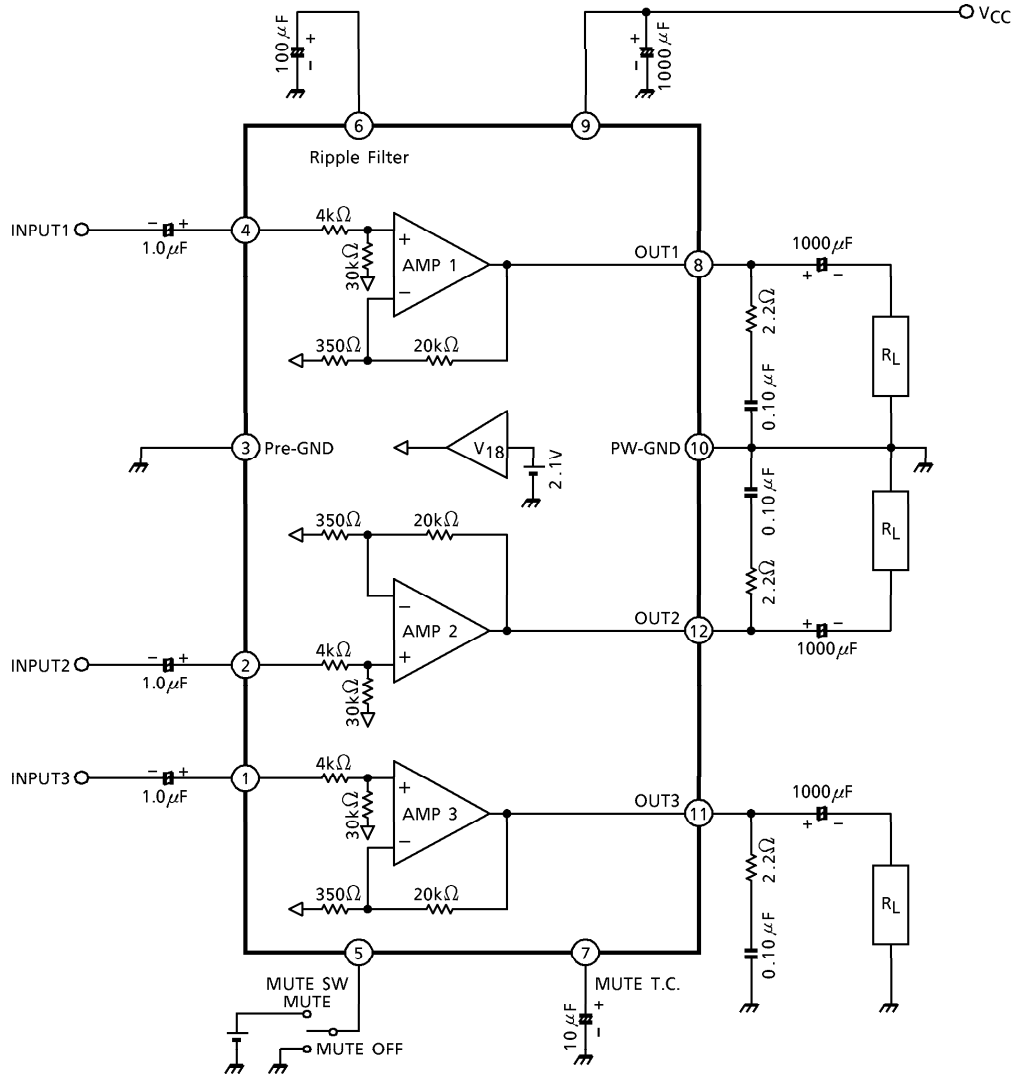 100μF
+
-
+
-
1000μF
VCC
6
9
Ripple Filter
INPUT1
- +
1.0μF
4
4kΩ
30kΩ
+
AMP 1
-
OUT1
8
1000μF
+ -
2.2Ω
0.10μF
RL
350Ω
20kΩ
3
Pre-GND
V18
2.1V
PW-GND
10
350Ω
20kΩ
0.10μF
2.2Ω
RL
-
AMP 2
+
OUT2
12
+ -
1000μF
INPUT2
- +
1.0μF
2
4kΩ
30kΩ
INPUT3
- +
1.0μF
1
4kΩ
30kΩ
+
AMP 3
-
OUT3
11
1000μF
+ -
2.2Ω
0.10μF
RL
350Ω
20kΩ
5
7
MUTE SW
MUTE
MUTE OFF
MUTE T.C.
10μF
+
-